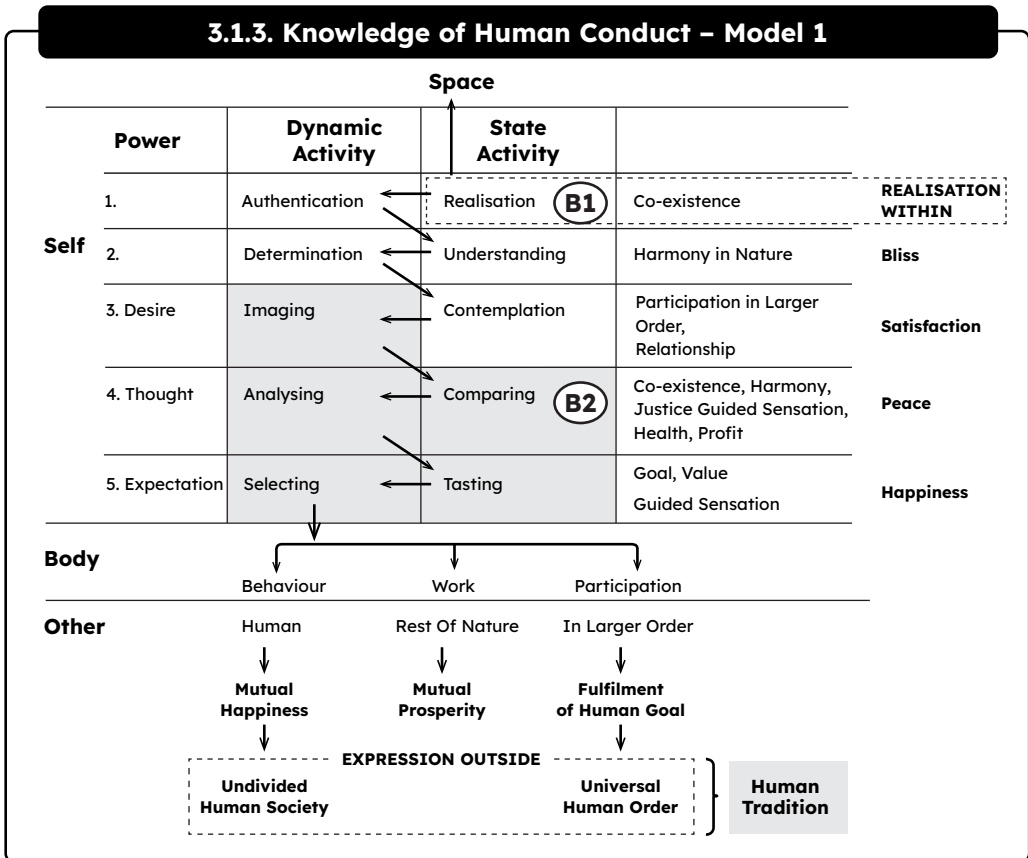 3.1.3. Knowledge of Human Conduct – Model 1
Space
Power
Dynamic
Activity
State
Activity
Self
1.
Authentication
Realisation
B1
Co-existence
REALISATION
WITHIN
2.
Determination
Understanding
Harmony in Nature
Bliss
3. Desire
Imaging
Contemplation
Participation in Larger
Order,
Relationship
Satisfaction
4. Thought
Analysing
Comparing
B2
Co-existence, Harmony,
Justice Guided Sensation,
Health, Profit
Peace
5. Expectation
Selecting
Tasting
Goal, Value
Guided Sensation
Happiness
Body
Behaviour
Work
Participation
Other
Human
Rest Of Nature
In Larger Order
Mutual
Happiness
Mutual
Prosperity
Fulfilment
of Human Goal
EXPRESSION OUTSIDE
Undivided
Human Society
Universal
Human Order
Human
Tradition